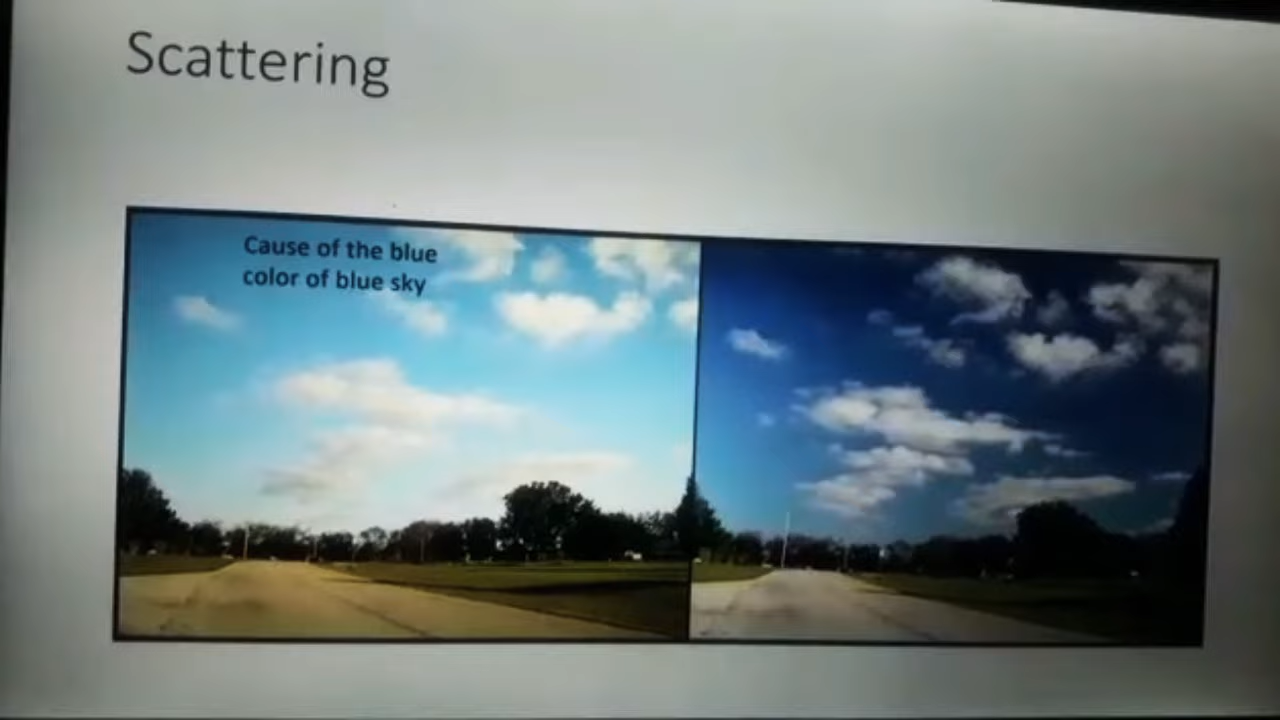 Scattering
Cause of the blue
color of blue sky